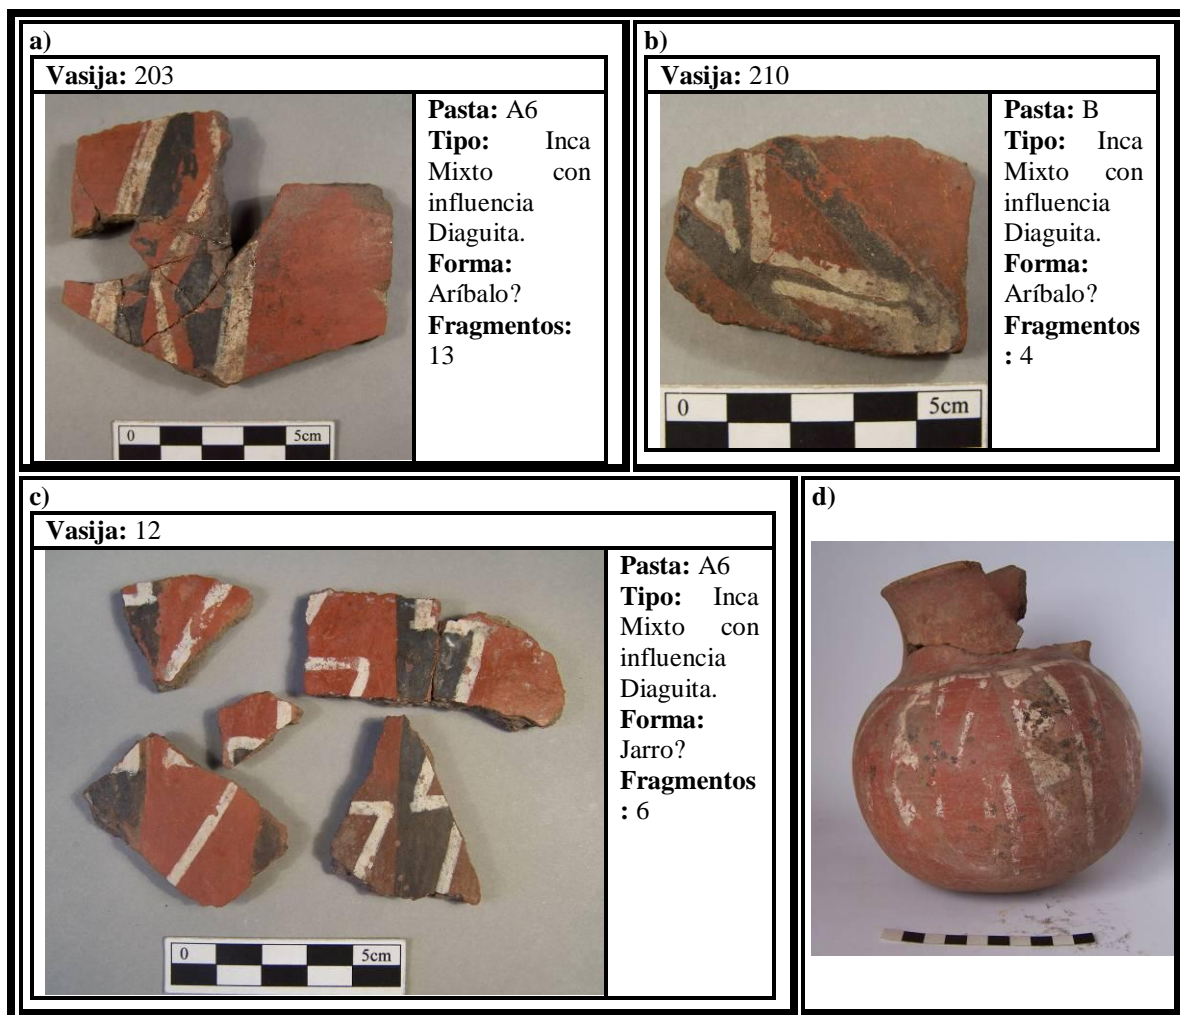 a)
Vasija: 203
Pasta: A6
Tipo: Inca
Mixto con
influencia
Diaguita.
Forma:
Aríbalo?
Fragmentos:
13
0 5cm
b)
Vasija: 210
Pasta: B
Tipo: Inca
Mixto con
influencia
Diaguita.
Forma:
Aríbalo?
Fragmentos
: 4
0 5cm
c)
Vasija: 12
Pasta: A6
Tipo: Inca
Mixto con
influencia
Diaguita.
Forma:
Jarro?
Fragmentos
: 6
0 5cm
d)